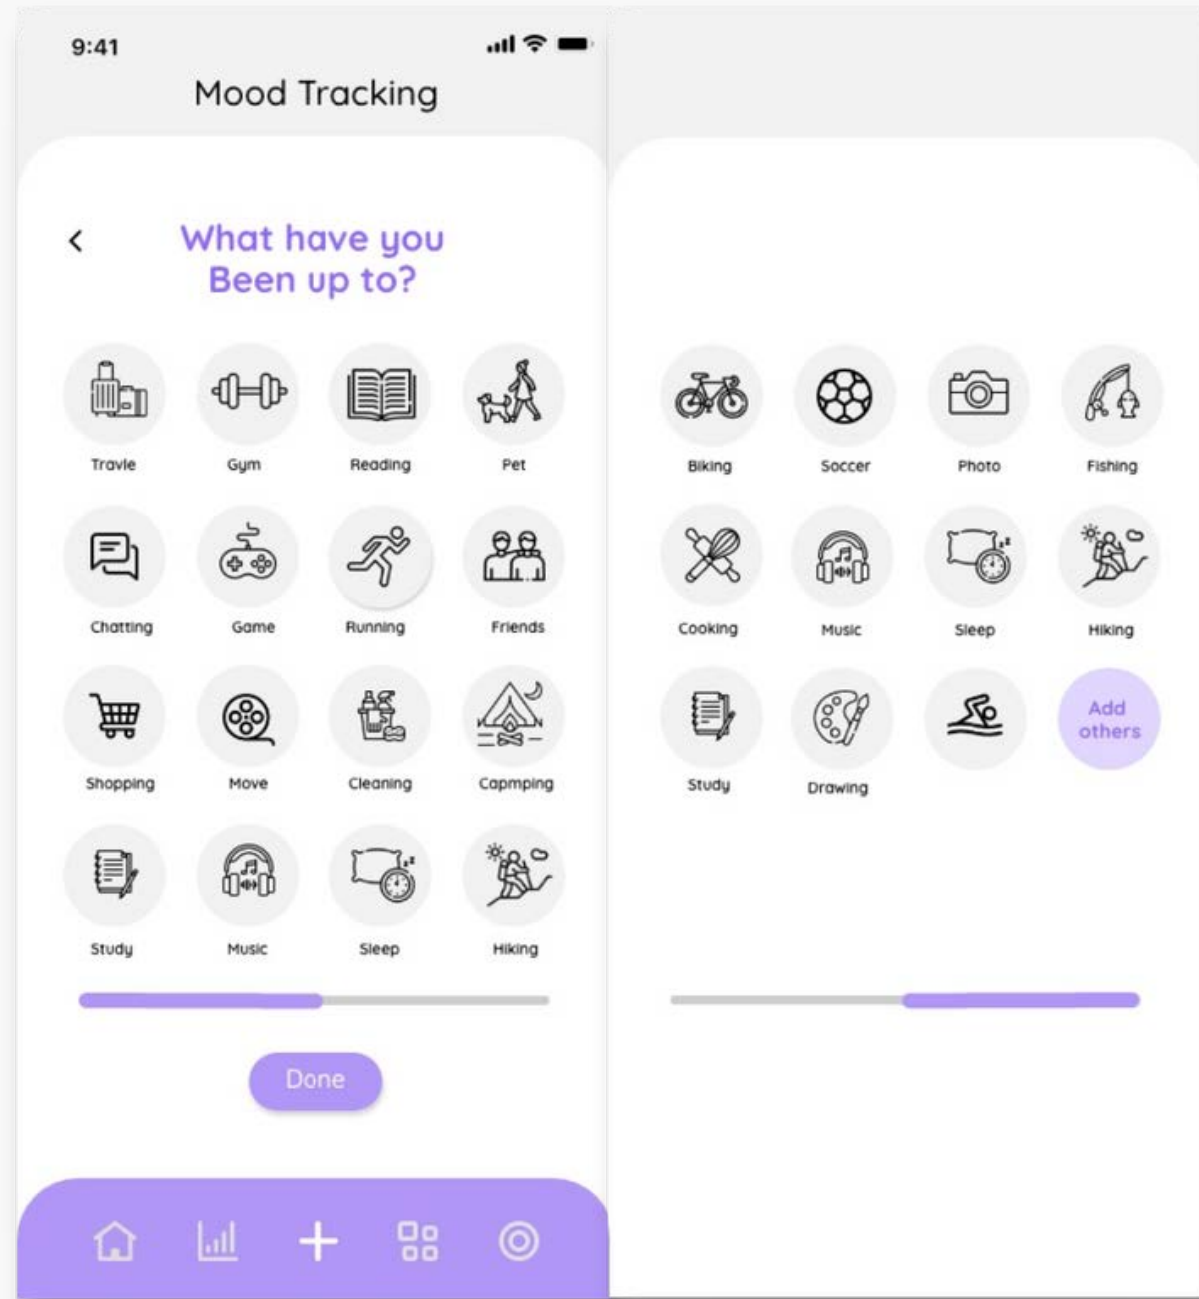 9:41
Mood Tracking
What have you
Been up to?
Travle Gym Reading Pet
Chatting Game Running Friends
Shopping Move Cleaning Capmping
Study Music Sleep Hiking
Done
Biking Soccer Photo Fishing
Cooking Music Sleep Hiking
Add
others
Study Drawing